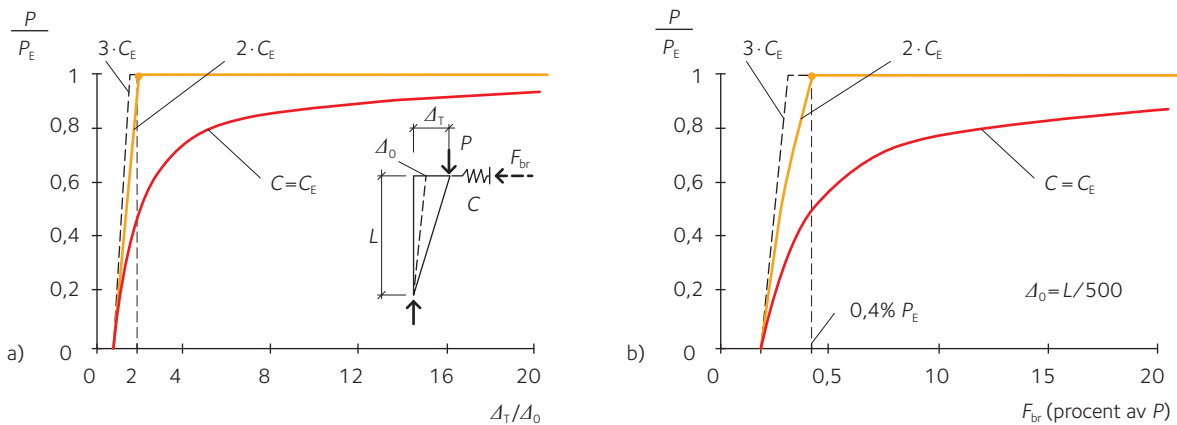 P
P_E
3·C_E
2·C_E
1
0,8
0,6
0,4
0,2
0
C=C_E
Δ_T
Δ_0
P
F_br
C
L
a)
0 2 4 8 12 16 20
Δ_T/Δ_0
P
P_E
3·C_E
2·C_E
1
0,8
0,6
0,4
0,2
0
C=C_E
Δ_0=L/500
0,4% P_E
b)
0 0,5 10 15 20
F_br (procent av P)